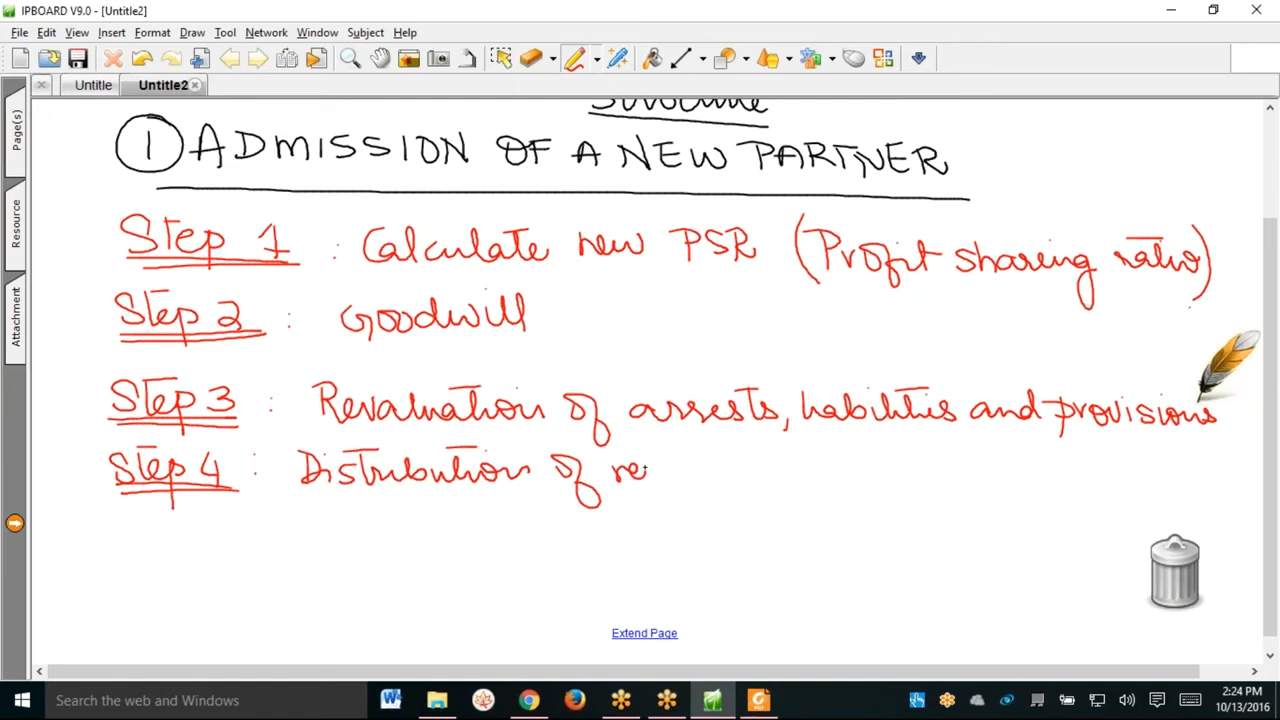 IPBOARD V9.0 - [Untitle2]
File Edit View Insert Format Draw Tool Network Window Subject Help
Untitle Untitle2
Structure
1 ADMISSION OF A NEW PARTNER
Step 1 : Calculate new PSR (Profit sharing ratio)
Step 2 : Goodwill
Step 3 : Revaluation of assests, liabilities and provisions
Step 4 : Distribution of re
Page(s)
Resource
Attachment
Extend Page
Search the web and Windows
2:24 PM
10/13/2016